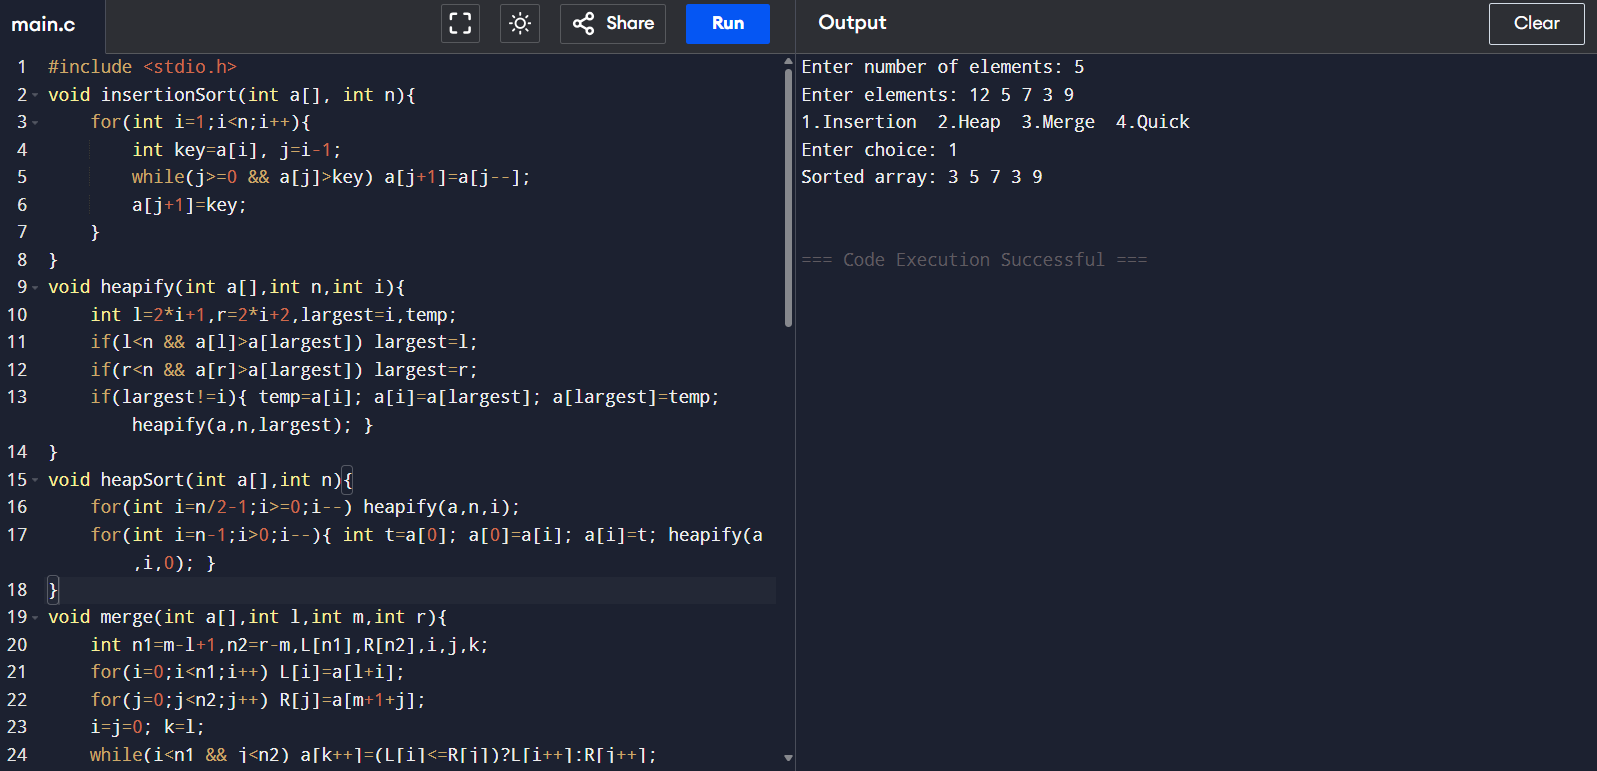 main.c
Share
Run
Output
Clear
1 #include <stdio.h>
2 void insertionSort(int a[], int n){
3     for(int i=1;i<n;i++){
4         int key=a[i], j=i-1;
5         while(j>=0 && a[j]>key) a[j+1]=a[j--];
6         a[j+1]=key;
7     }
8 }
9 void heapify(int a[],int n,int i){
10     int l=2*i+1,r=2*i+2,largest=i,temp;
11     if(l<n && a[l]>a[largest]) largest=l;
12     if(r<n && a[r]>a[largest]) largest=r;
13     if(largest!=i){ temp=a[i]; a[i]=a[largest]; a[largest]=temp;
        heapify(a,n,largest); }
14 }
15 void heapSort(int a[],int n){
16     for(int i=n/2-1;i>=0;i--) heapify(a,n,i);
17     for(int i=n-1;i>0;i--){ int t=a[0]; a[0]=a[i]; a[i]=t; heapify(a
        ,i,0); }
18 }
19 void merge(int a[],int l,int m,int r){
20     int n1=m-l+1,n2=r-m,L[n1],R[n2],i,j,k;
21     for(i=0;i<n1;i++) L[i]=a[l+i];
22     for(j=0;j<n2;j++) R[j]=a[m+1+j];
23     i=j=0; k=l;
24     while(i<n1 && j<n2) a[k++]=(L[i]<=R[j])?L[i++]:R[j++];
Enter number of elements: 5
Enter elements: 12 5 7 3 9
1.Insertion  2.Heap  3.Merge  4.Quick
Enter choice: 1
Sorted array: 3 5 7 3 9
=== Code Execution Successful ===